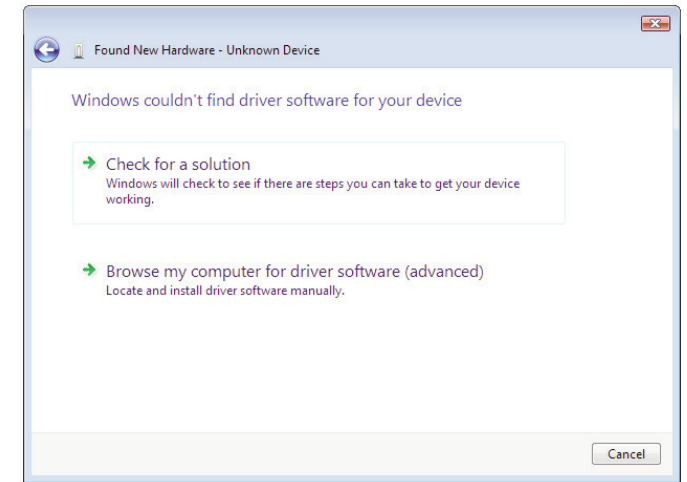 Found New Hardware - Unknown Device
Windows couldn't find driver software for your device
Check for a solution
Windows will check to see if there are steps you can take to get your device
working.
Browse my computer for driver software (advanced)
Locate and install driver software manually.
Cancel